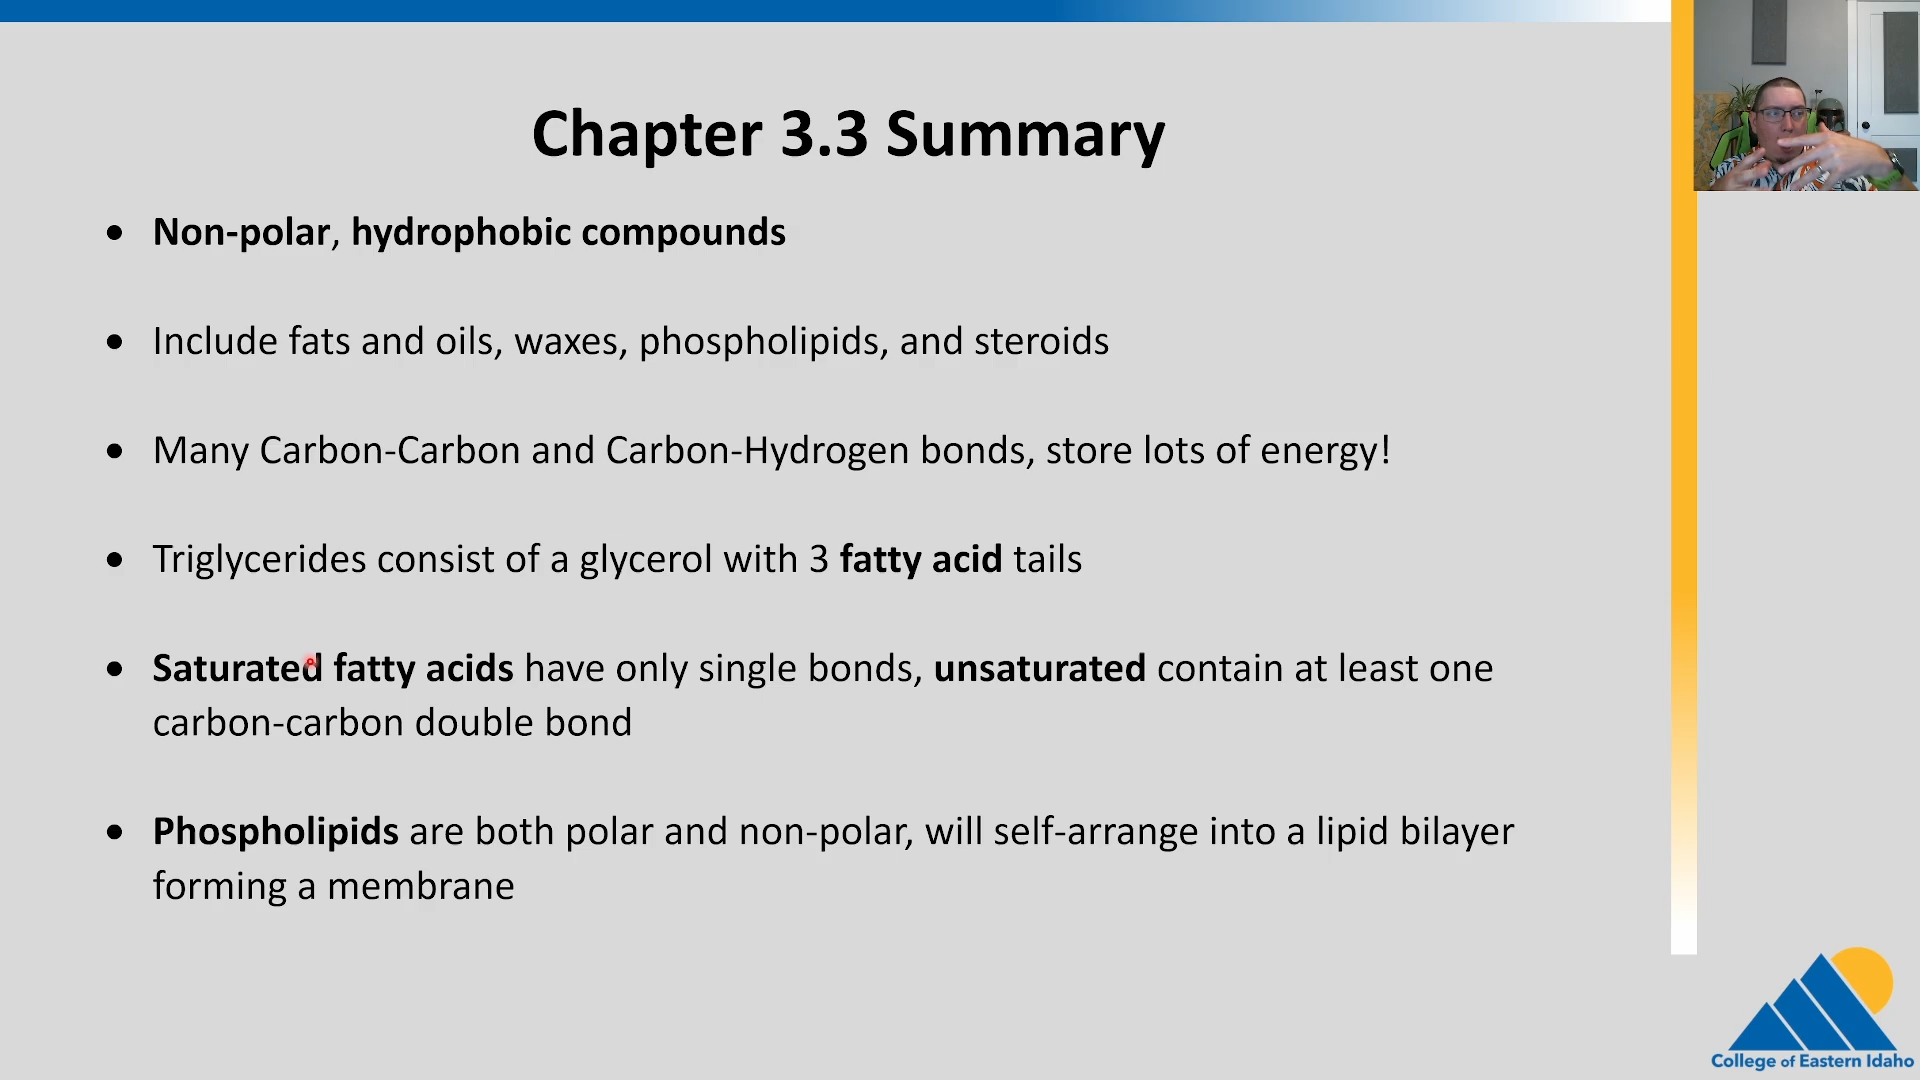 Chapter 3.3 Summary
• Non-polar, hydrophobic compounds
• Include fats and oils, waxes, phospholipids, and steroids
• Many Carbon-Carbon and Carbon-Hydrogen bonds, store lots of energy!
• Triglycerides consist of a glycerol with 3 fatty acid tails
• Saturated fatty acids have only single bonds, unsaturated contain at least one
carbon-carbon double bond
• Phospholipids are both polar and non-polar, will self-arrange into a lipid bilayer
forming a membrane
College of Eastern Idaho